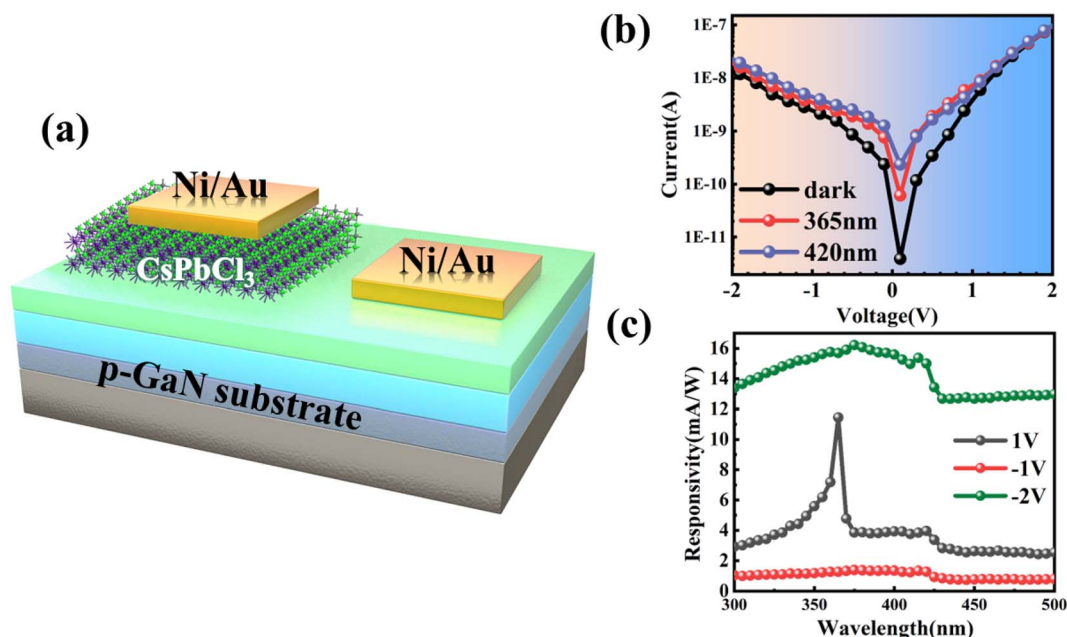 (a)
Ni/Au
Ni/Au
CsPbCl3
p-GaN substrate
(b)
Current(A)
1E-7
1E-8
1E-9
1E-10
1E-11
dark
365nm
420nm
-2
-1
0
1
2
Voltage(V)
(c)
Responsivity(mA/W)
16
14
12
10
8
6
4
2
0
1V
-1V
-2V
300
350
400
450
500
Wavelength(nm)